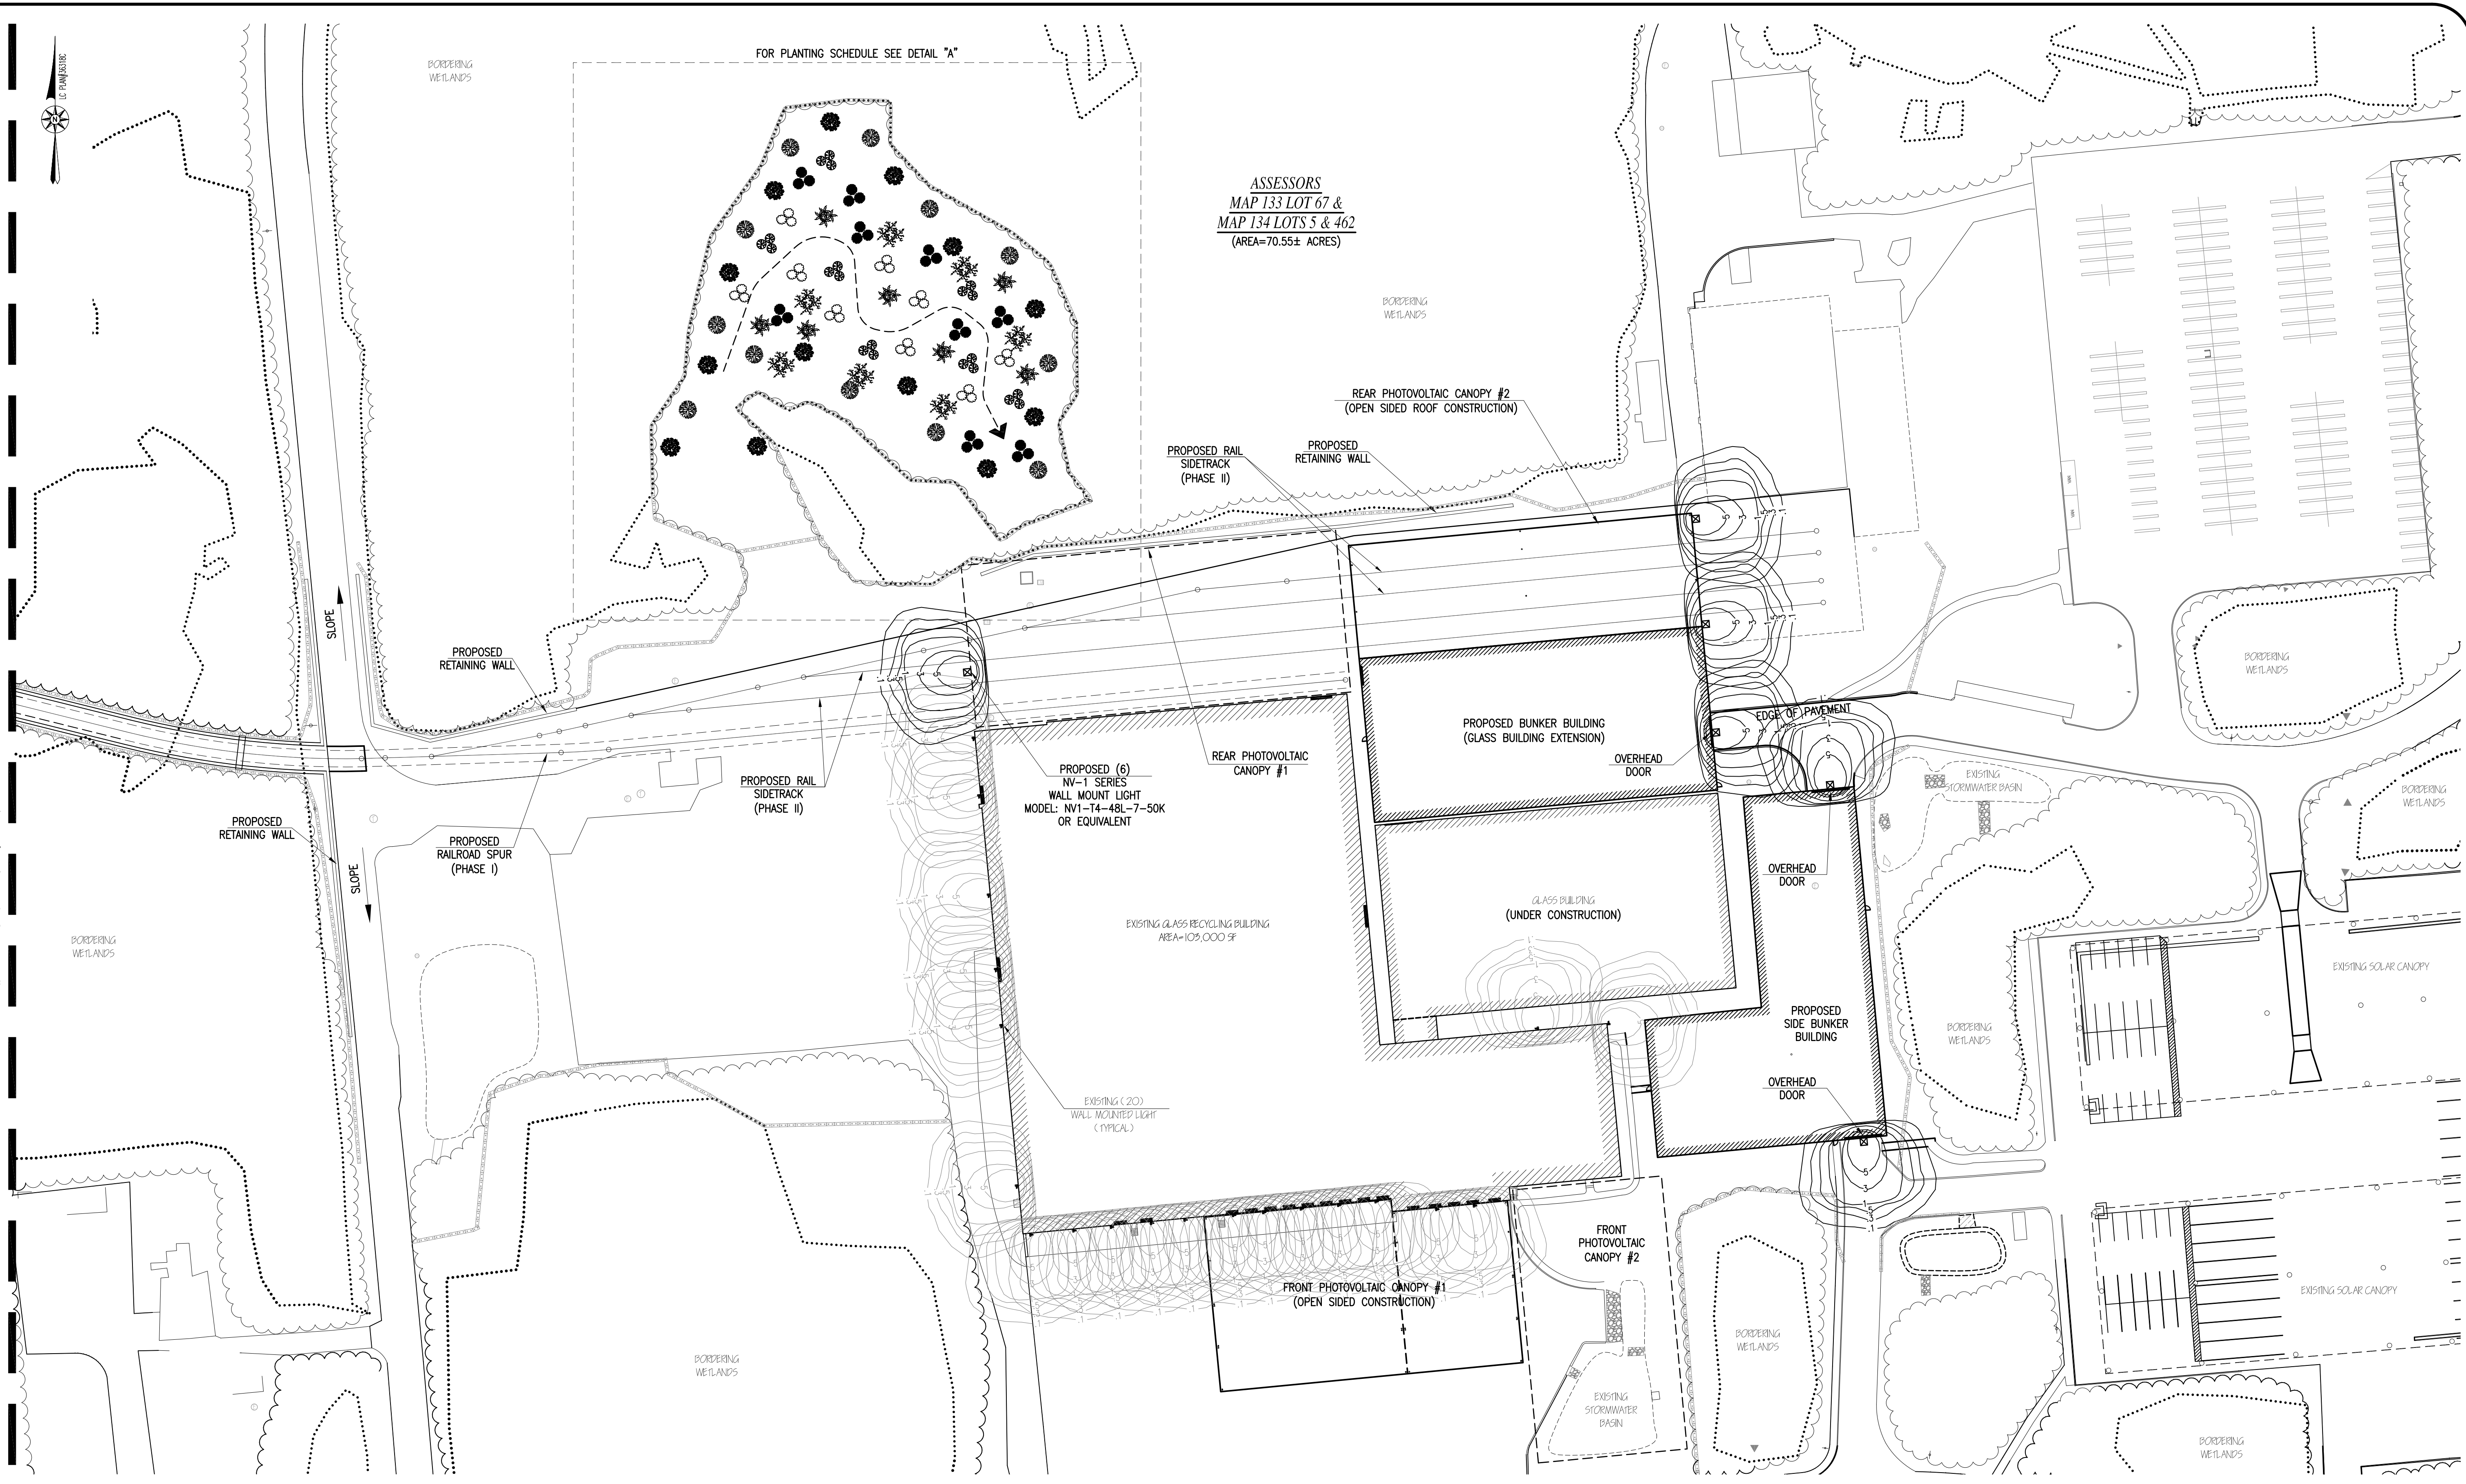 LC PLAN#36318C
N
BORDERING
WETLANDS
FOR PLANTING SCHEDULE SEE DETAIL "A"
ASSESSORS
MAP 133 LOT 67 &
MAP 134 LOTS 5 & 462
(AREA=70.55± ACRES)
BORDERING
WETLANDS
REAR PHOTOVOLTAIC CANOPY #2
(OPEN SIDED ROOF CONSTRUCTION)
PROPOSED RAIL
SIDETRACK
(PHASE II)
PROPOSED
RETAINING WALL
SLOPE
PROPOSED
RETAINING WALL
BORDERING
WETLANDS
PROPOSED BUNKER BUILDING
(GLASS BUILDING EXTENSION)
EDGE OF PAVEMENT
OVERHEAD
DOOR
REAR PHOTOVOLTAIC
CANOPY #1
PROPOSED (6)
NV-1 SERIES
WALL MOUNT LIGHT
MODEL: NV1-T4-48L-7-50K
OR EQUIVALENT
PROPOSED RAIL
SIDETRACK
(PHASE II)
EXISTING
STORMWATER BASIN
BORDERING
WETLANDS
PROPOSED
RETAINING WALL
PROPOSED
RAILROAD SPUR
(PHASE I)
SLOPE
OVERHEAD
DOOR
GLASS BUILDING
(UNDER CONSTRUCTION)
EXISTING GLASS RECYCLING BUILDING
AREA=103,000 SF
BORDERING
WETLANDS
EXISTING SOLAR CANOPY
PROPOSED
SIDE BUNKER
BUILDING
BORDERING
WETLANDS
OVERHEAD
DOOR
EXISTING (20)
WALL MOUNTED LIGHT
(TYPICAL)
FRONT
PHOTOVOLTAIC
CANOPY #2
FRONT PHOTOVOLTAIC CANOPY #1
(OPEN SIDED CONSTRUCTION)
EXISTING SOLAR CANOPY
BORDERING
WETLANDS
BORDERING
WETLANDS
EXISTING
STORMWATER
BASIN
BORDERING
WETLANDS